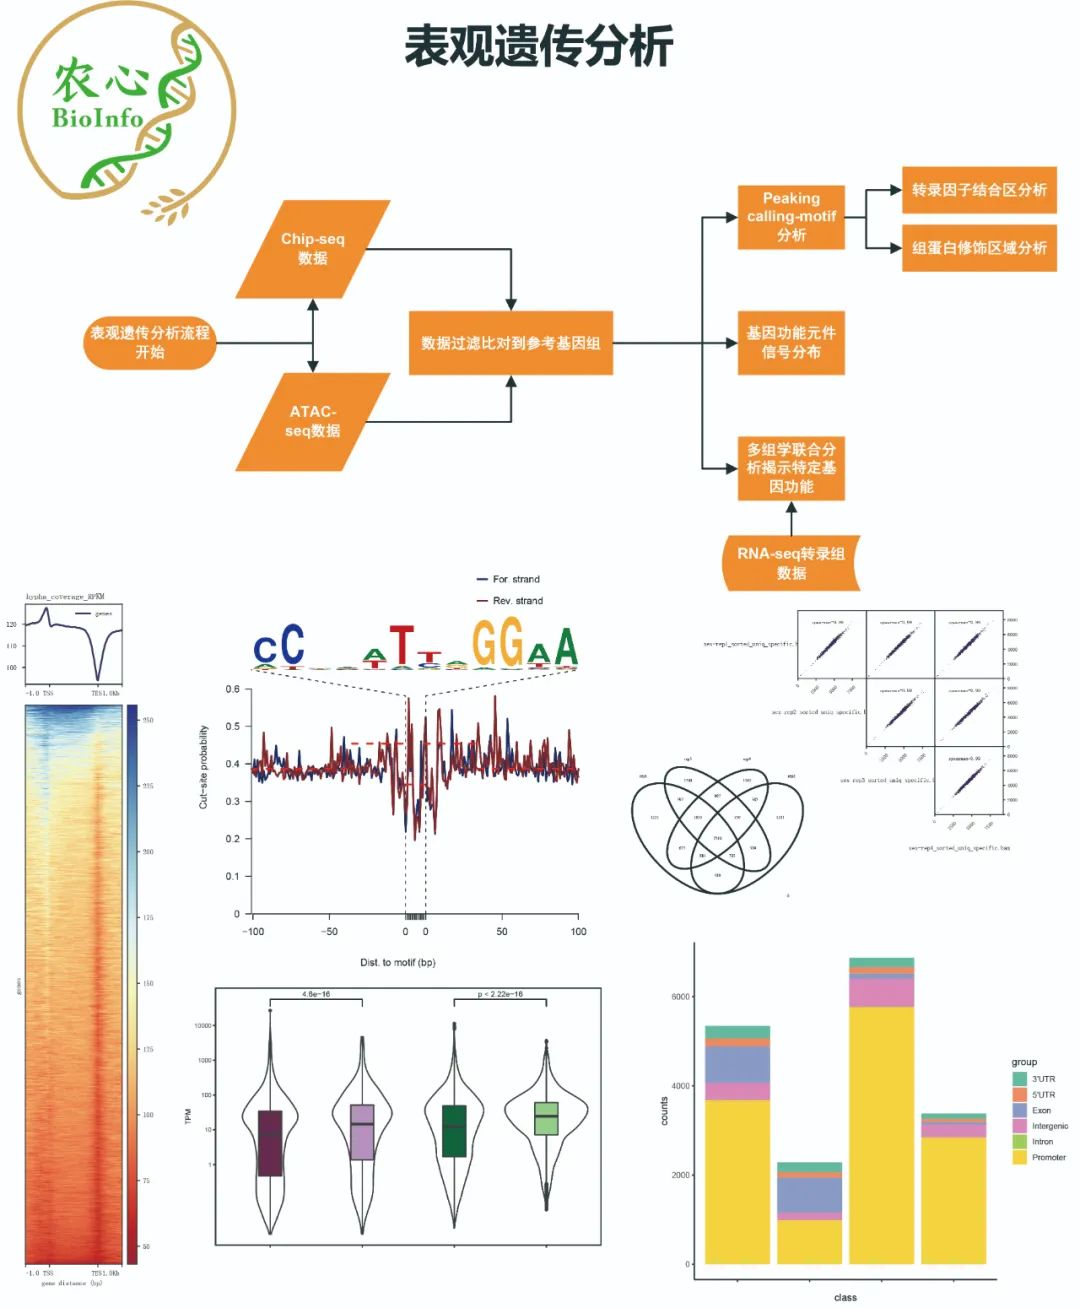 表观遗传分析
农心
BioInfo
Chip-seq
数据
表观遗传分析流程
开始
ATAC-
seq数据
数据过滤比对到参考基因组
Peaking
calling-motif
分析
转录因子结合区分析
组蛋白修饰区域分析
基因功能元件
信号分布
多组学联合分
析揭示特定基
因功能
RNA-seq转录组
数据
hypha_coverage_RPKM
genes
120
110
100
-1.0 TSS
TES1.0Kb
250
225
200
175
150
125
100
75
50
genes
-1.0 TSS
TES1.0Kb
gene distance (bp)
For strand
Rev. strand
CC ATT GGAA
Cut-site probability
0.6
0.5
0.4
0.3
0.2
0.1
0
-100
-50
0
0
50
100
Dist. to motif (bp)
4.6e-16
p < 2.22e-16
TPM
10000
1000
100
10
1
counts
6000
4000
2000
0
class
group
3'UTR
5'UTR
Exon
Intergenic
Intron
Promoter